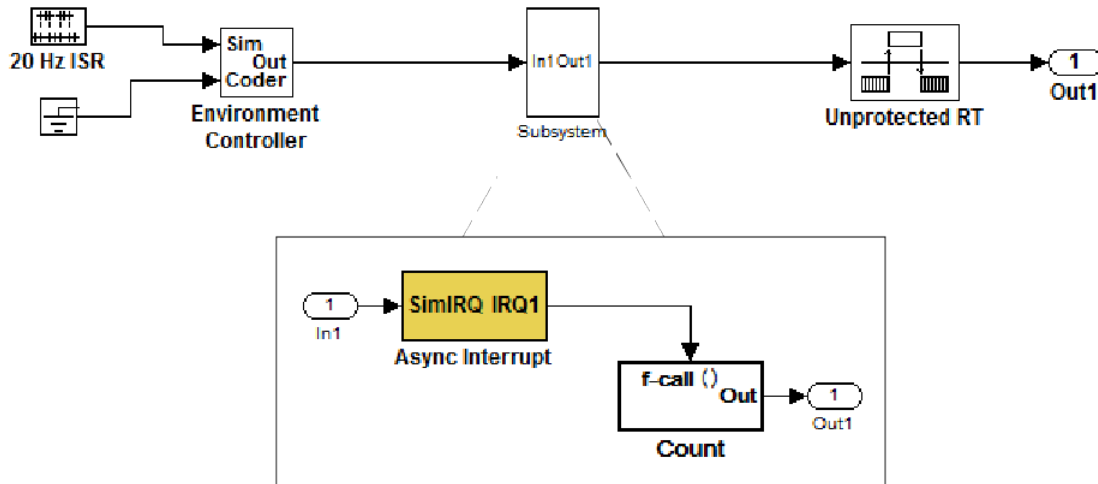 20 Hz ISR
Sim
Out
Coder
Environment
Controller
In1 Out1
Subsystem
Unprotected RT
1
Out1
1
In1
SimIRQ IRQ1
Async Interrupt
f-call ()
Out
Count
1
Out1